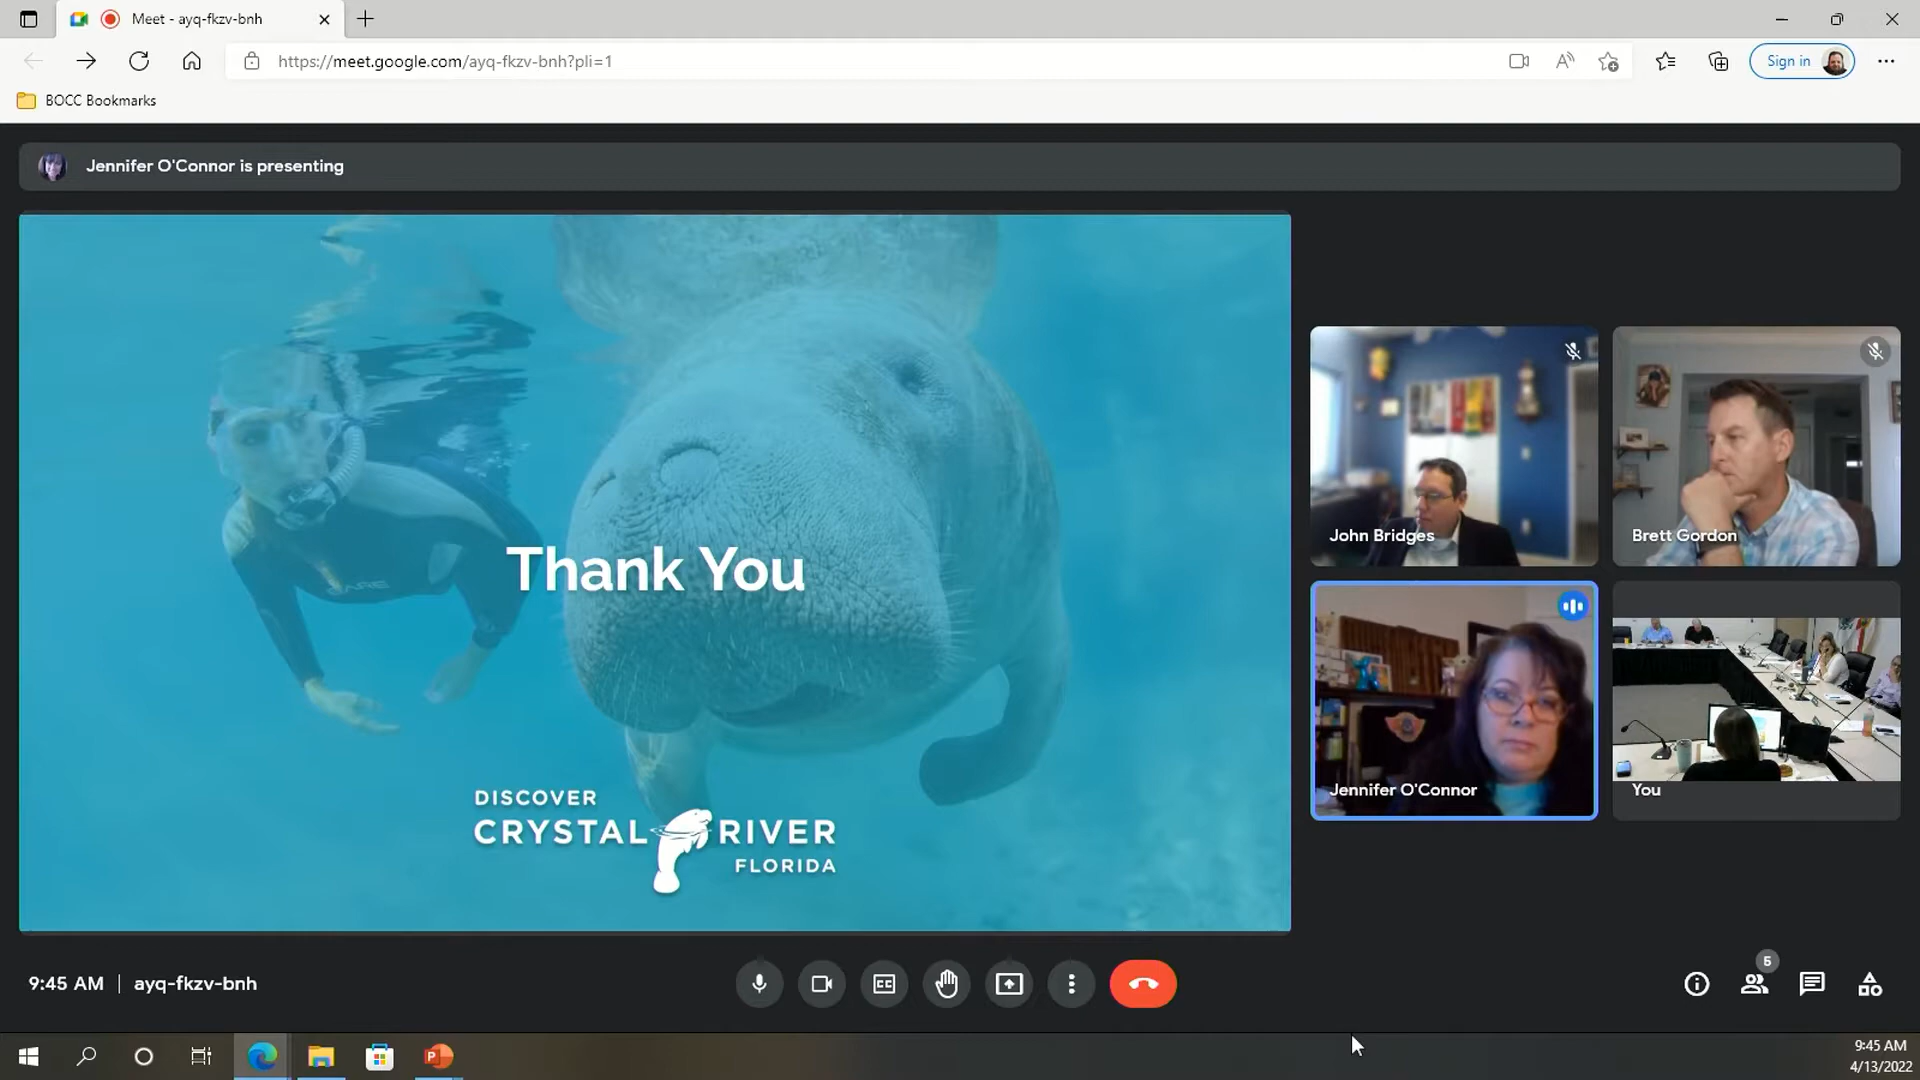 Meet - ayq-fkzv-bnh
https://meet.google.com/ayq-fkzv-bnh?pli=1
Sign in
BOCC Bookmarks
Jennifer O'Connor is presenting
Thank You
DISCOVER
CRYSTAL RIVER
FLORIDA
John Bridges
Brett Gordon
Jennifer O'Connor
You
9:45 AM | ayq-fkzv-bnh
CC
5
9:45 AM
4/13/2022